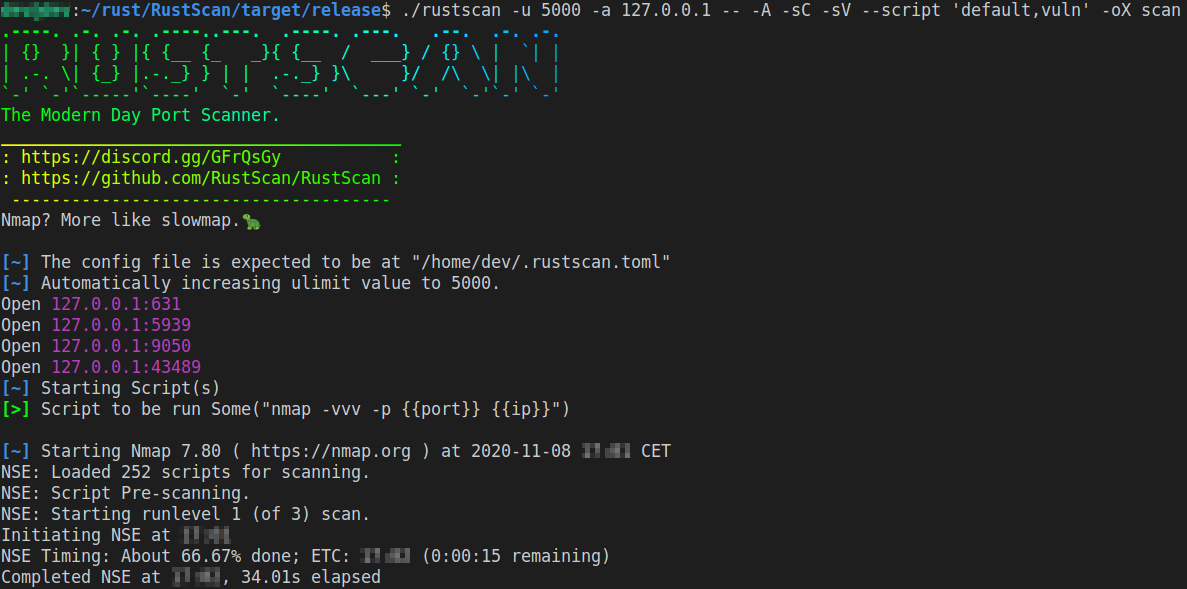 :~/rust/RustScan/target/release$ ./rustscan -u 5000 -a 127.0.0.1 -- -A -sC -sV --script 'default,vuln' -oX scan
.----. .-. .-. .----..---.  .----. .---.   .--.  .-. .-.
| {}  }| { } |{ {__ {_   _}{ {__  /  ___} / {} \ |  `| |
| .-. \| {_} |.-._} } | |  .-._} }\     }/  /\  \| |\  |
`-' `-'`-----'`----'  `-'  `----'  `---' `-'  `-'`-' `-'
The Modern Day Port Scanner.
________________________________________
: https://discord.gg/GFrQsGy           :
: https://github.com/RustScan/RustScan :
 --------------------------------------
Nmap? More like slowmap.🐢
[~] The config file is expected to be at "/home/dev/.rustscan.toml"
[~] Automatically increasing ulimit value to 5000.
Open 127.0.0.1:631
Open 127.0.0.1:5939
Open 127.0.0.1:9050
Open 127.0.0.1:43489
[~] Starting Script(s)
[>] Script to be run Some("nmap -vvv -p {{port}} {{ip}}")
[~] Starting Nmap 7.80 ( https://nmap.org ) at 2020-11-08 CET
NSE: Loaded 252 scripts for scanning.
NSE: Script Pre-scanning.
NSE: Starting runlevel 1 (of 3) scan.
Initiating NSE at
NSE Timing: About 66.67% done; ETC: (0:00:15 remaining)
Completed NSE at , 34.01s elapsed